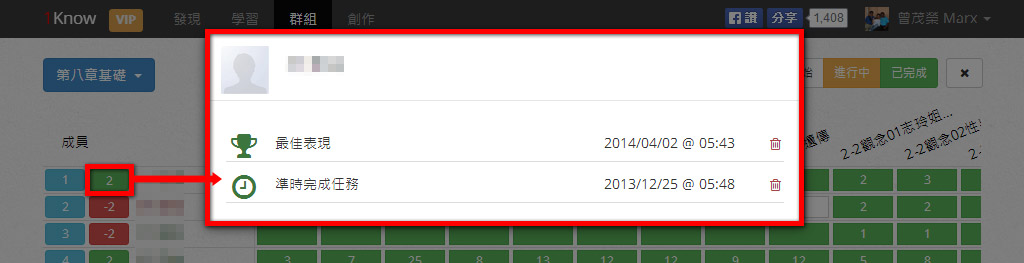 1Know VIP 發現 學習 群組 創作 讚 分享 1,408 曾茂榮 Marx
第八章基礎 進行中 已完成 ×
成員 2-2觀念01志玲姐... 2-2觀念02性
最佳表現 2014/04/02 @ 05:43
準時完成任務 2013/12/25 @ 05:48
1 2 2 3
2 -2 2 2
3 -2 1 1
4 2 3 7 25 8 13 12 9 12 12 5 8